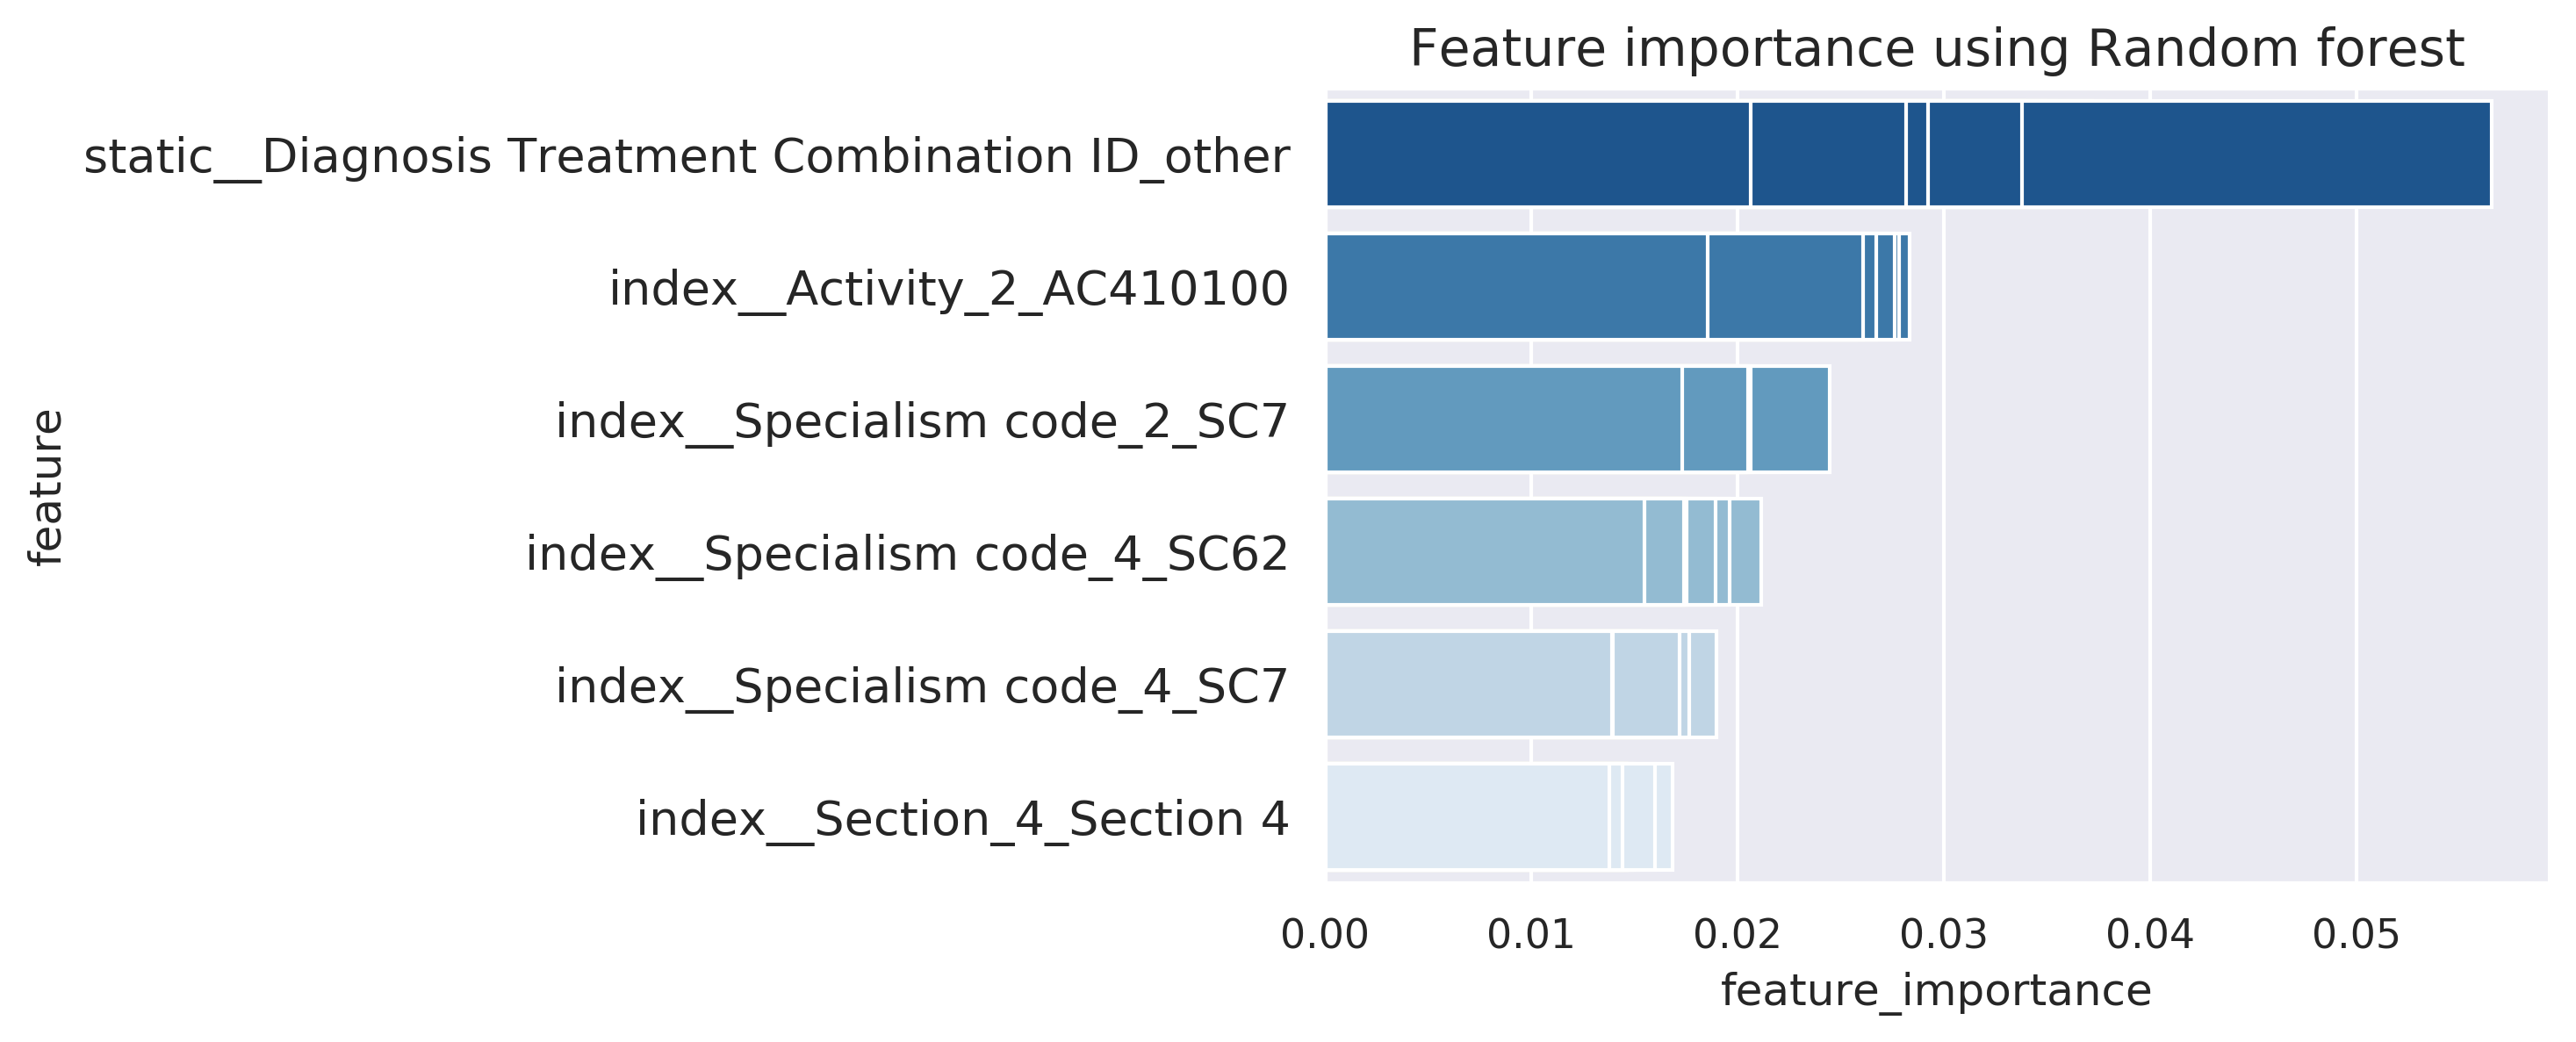 Feature importance using Random forest
static__Diagnosis Treatment Combination ID_other
index__Activity_2_AC410100
index__Specialism code_2_SC7
index__Specialism code_4_SC62
index__Specialism code_4_SC7
index__Section_4_Section 4
feature
0.00 0.01 0.02 0.03 0.04 0.05
feature_importance